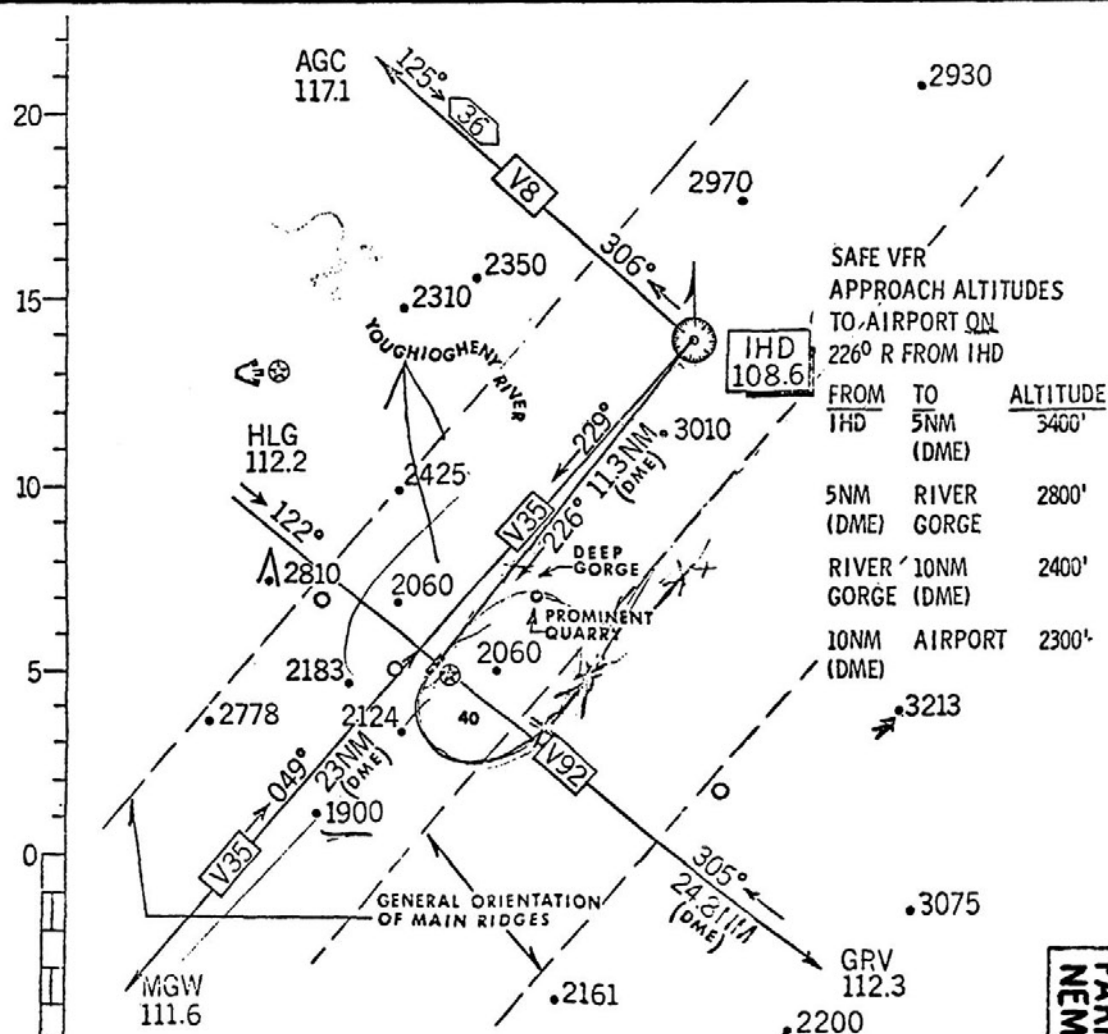 AGC
117.1
125°
36
V8
306°
2930
2970
20
15
10
5
0
2350
2310
YOUGHIOGHENY RIVER
IHD
108.6
SAFE VFR
APPROACH ALTITUDES
TO AIRPORT ON
226° R FROM IHD
FROM TO ALTITUDE
IHD 5NM 3400'
(DME)
5NM RIVER 2800'
(DME) GORGE
RIVER 10NM 2400'
GORGE (DME)
10NM AIRPORT 2300'
(DME)
HLG
112.2
122°
2425
3010
229°
V35
226° 11.3NM
(DME)
DEEP
GORGE
PROMINENT
QUARRY
2810
2060
2060
2183
2778
2124
40
3213
049°
23NM
(DME)
1900
V35
V92
305°
24.8NM
(DME)
GENERAL ORIENTATION
OF MAIN RIDGES
3075
MGW
111.6
2161
GRV
112.3
2200